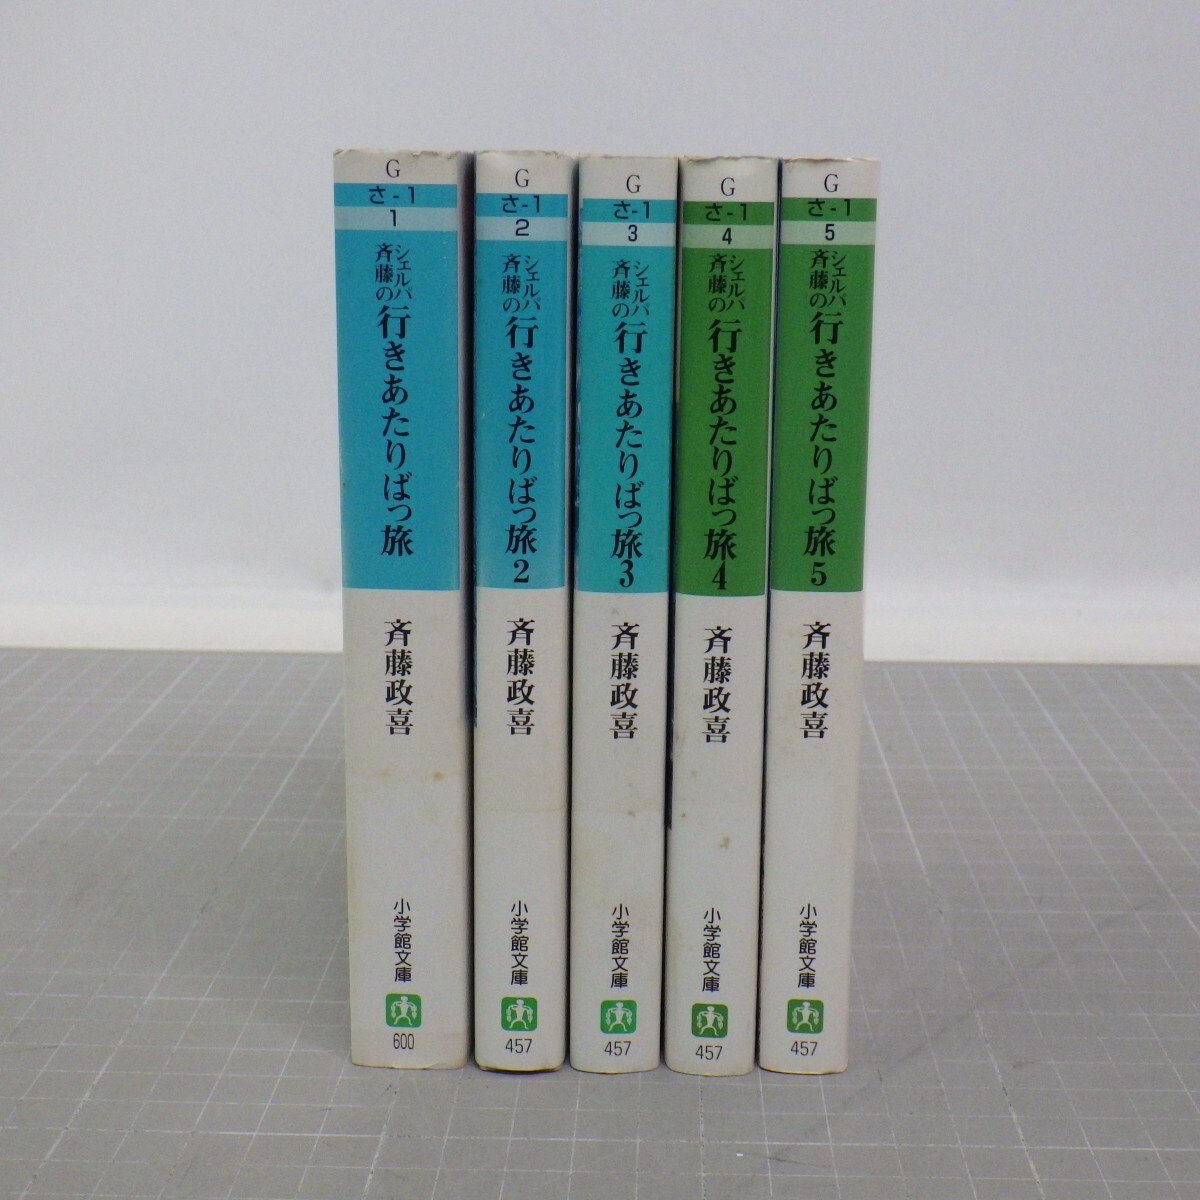 G
さ-1
1
シェルパ
斉藤の
行きあたりばっ旅
斉藤政喜
小学館文庫
600
G
さ-1
2
シェルパ
斉藤の
行きあたりばっ旅2
斉藤政喜
小学館文庫
457
G
さ-1
3
シェルパ
斉藤の
行きあたりばっ旅3
斉藤政喜
小学館文庫
457
G
さ-1
4
シェルパ
斉藤の
行きあたりばっ旅4
斉藤政喜
小学館文庫
457
G
さ-1
5
シェルパ
斉藤の
行きあたりばっ旅5
斉藤政喜
小学館文庫
457